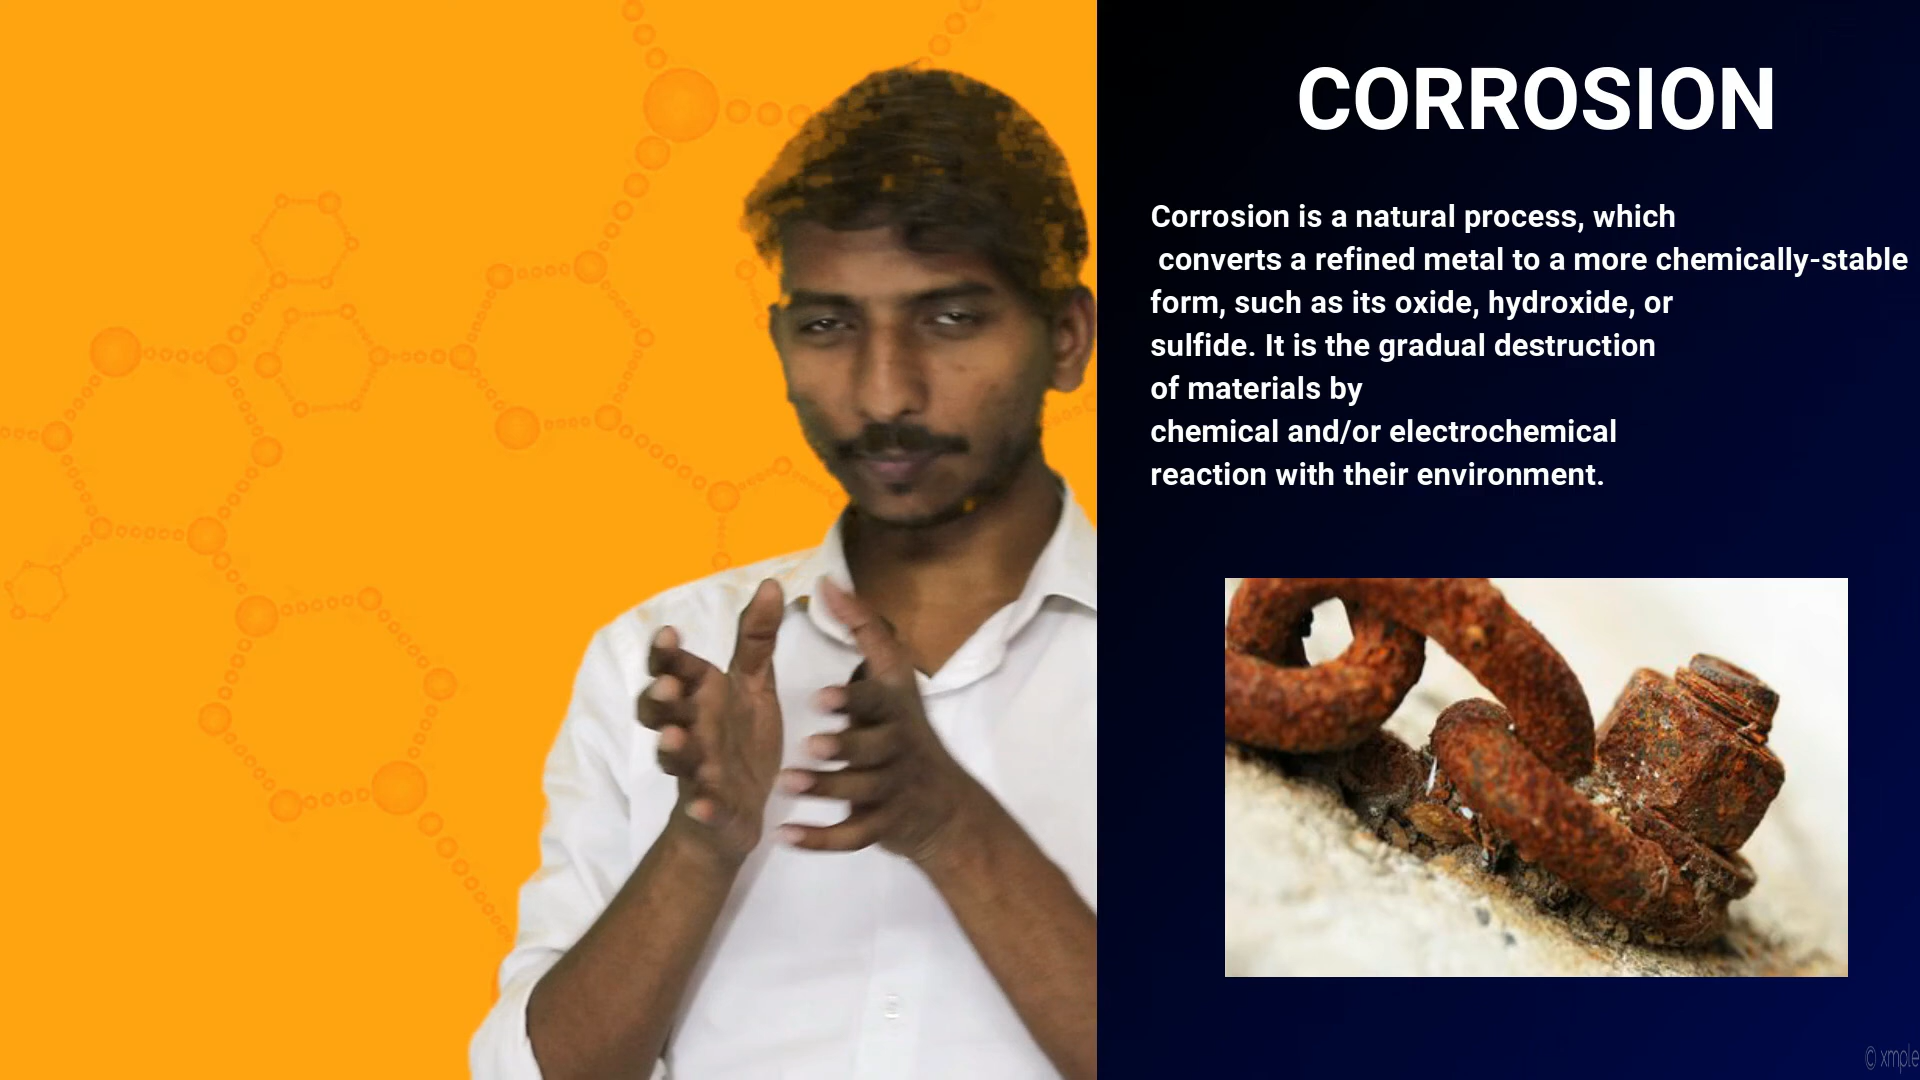 CORROSION
Corrosion is a natural process, which
converts a refined metal to a more chemically-stable
form, such as its oxide, hydroxide, or
sulfide. It is the gradual destruction
of materials by
chemical and/or electrochemical
reaction with their environment.
© xmple